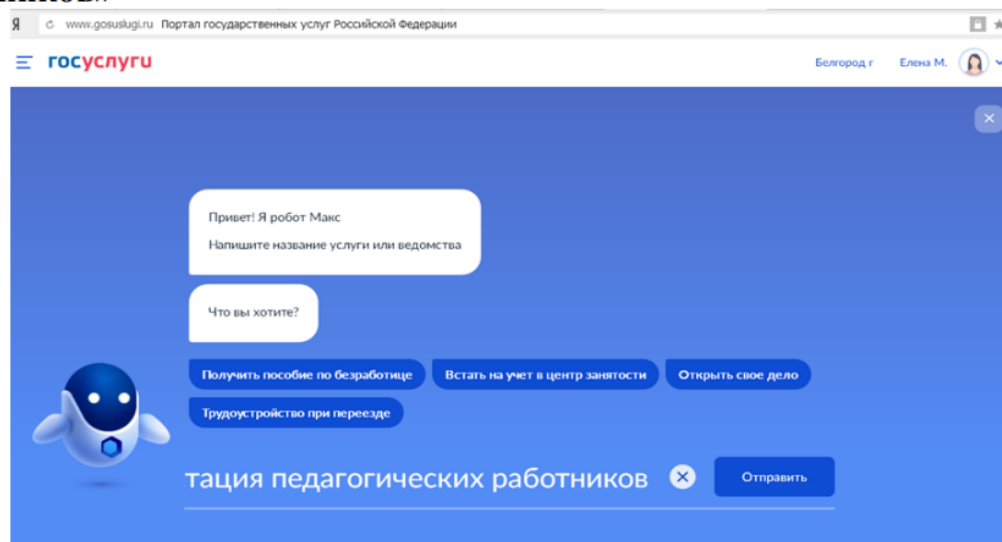 Я www.gosuslugi.ru Портал государственных услуг Российской Федерации
госуслуги Белгород г Елена М.
Привет! Я робот Макс
Напишите название услуги или ведомства
Что вы хотите?
Получить пособие по безработице Встать на учет в центр занятости Открыть свое дело
Трудоустройство при переезде
тация педагогических работников Отправить